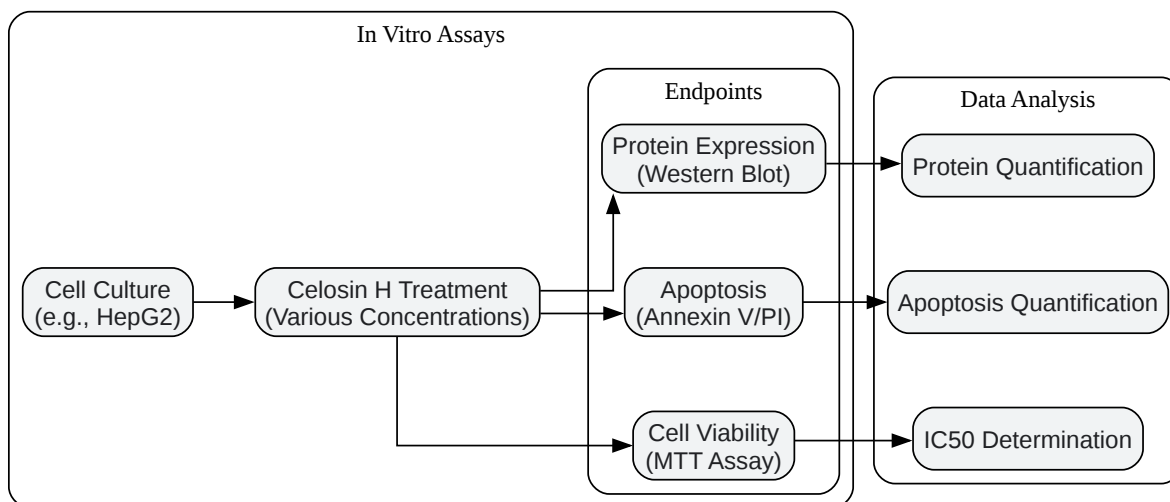 In Vitro Assays
Endpoints
Data Analysis
Protein Expression
(Western Blot)
Protein Quantification
Cell Culture
(e.g., HepG2)
Celosin H Treatment
(Various Concentrations)
Apoptosis
(Annexin V/PI)
Apoptosis Quantification
Cell Viability
(MTT Assay)
IC50 Determination